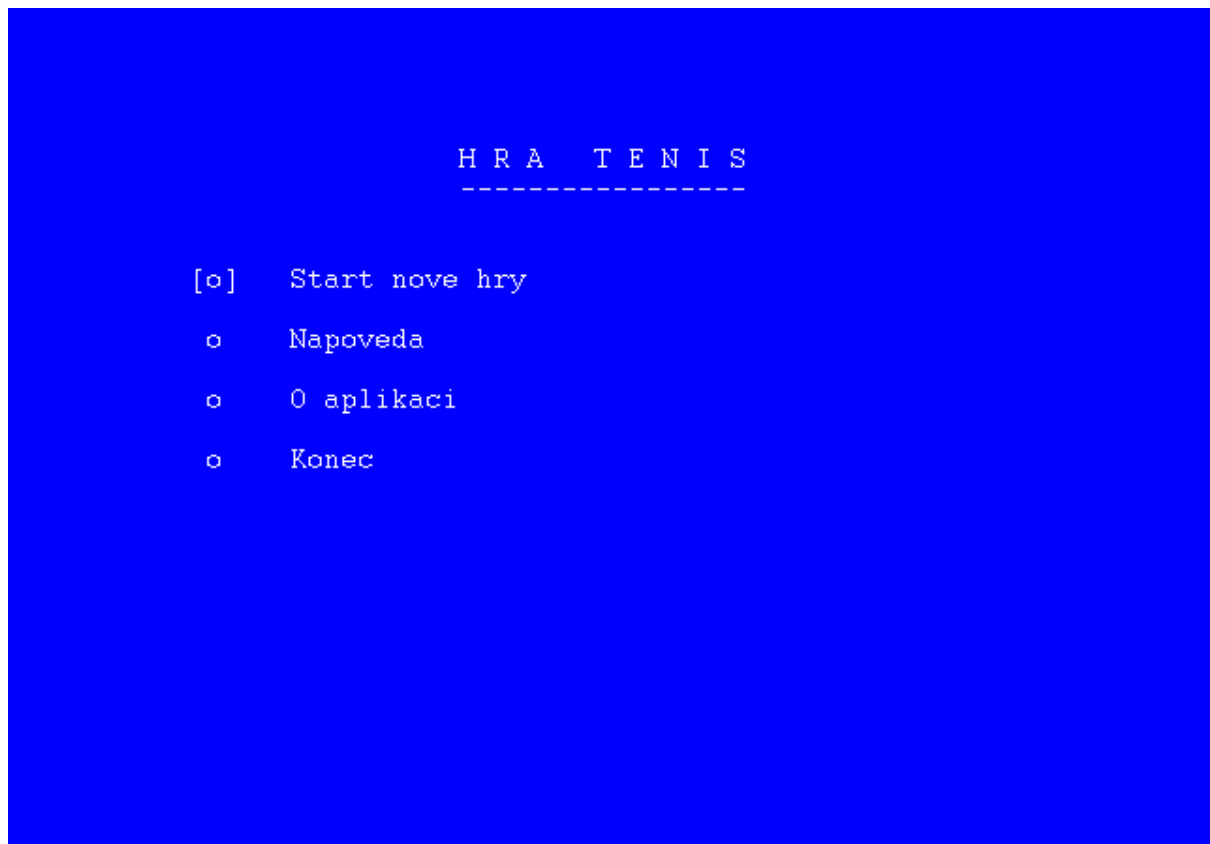 H R A   T E N I S
-----------------
[o] Start nove hry
o Napoveda
o O aplikaci
o Konec